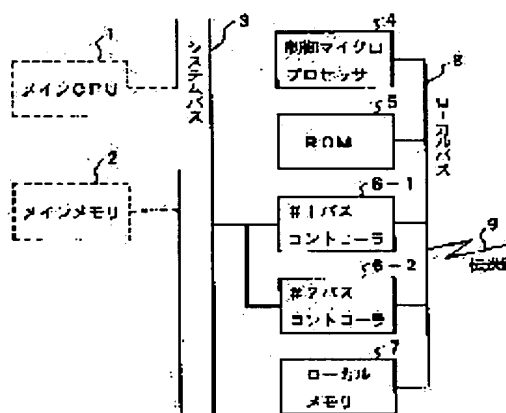 1
メインCPU
2
メインメモリ
システムバス
3
4
制御マイクロ
プロセッサ
5
ROM
6-1
#1バス
コントローラ
6-2
#2バス
コントローラ
7
ローカル
メモリ
8
ローカルバス
9
伝送路